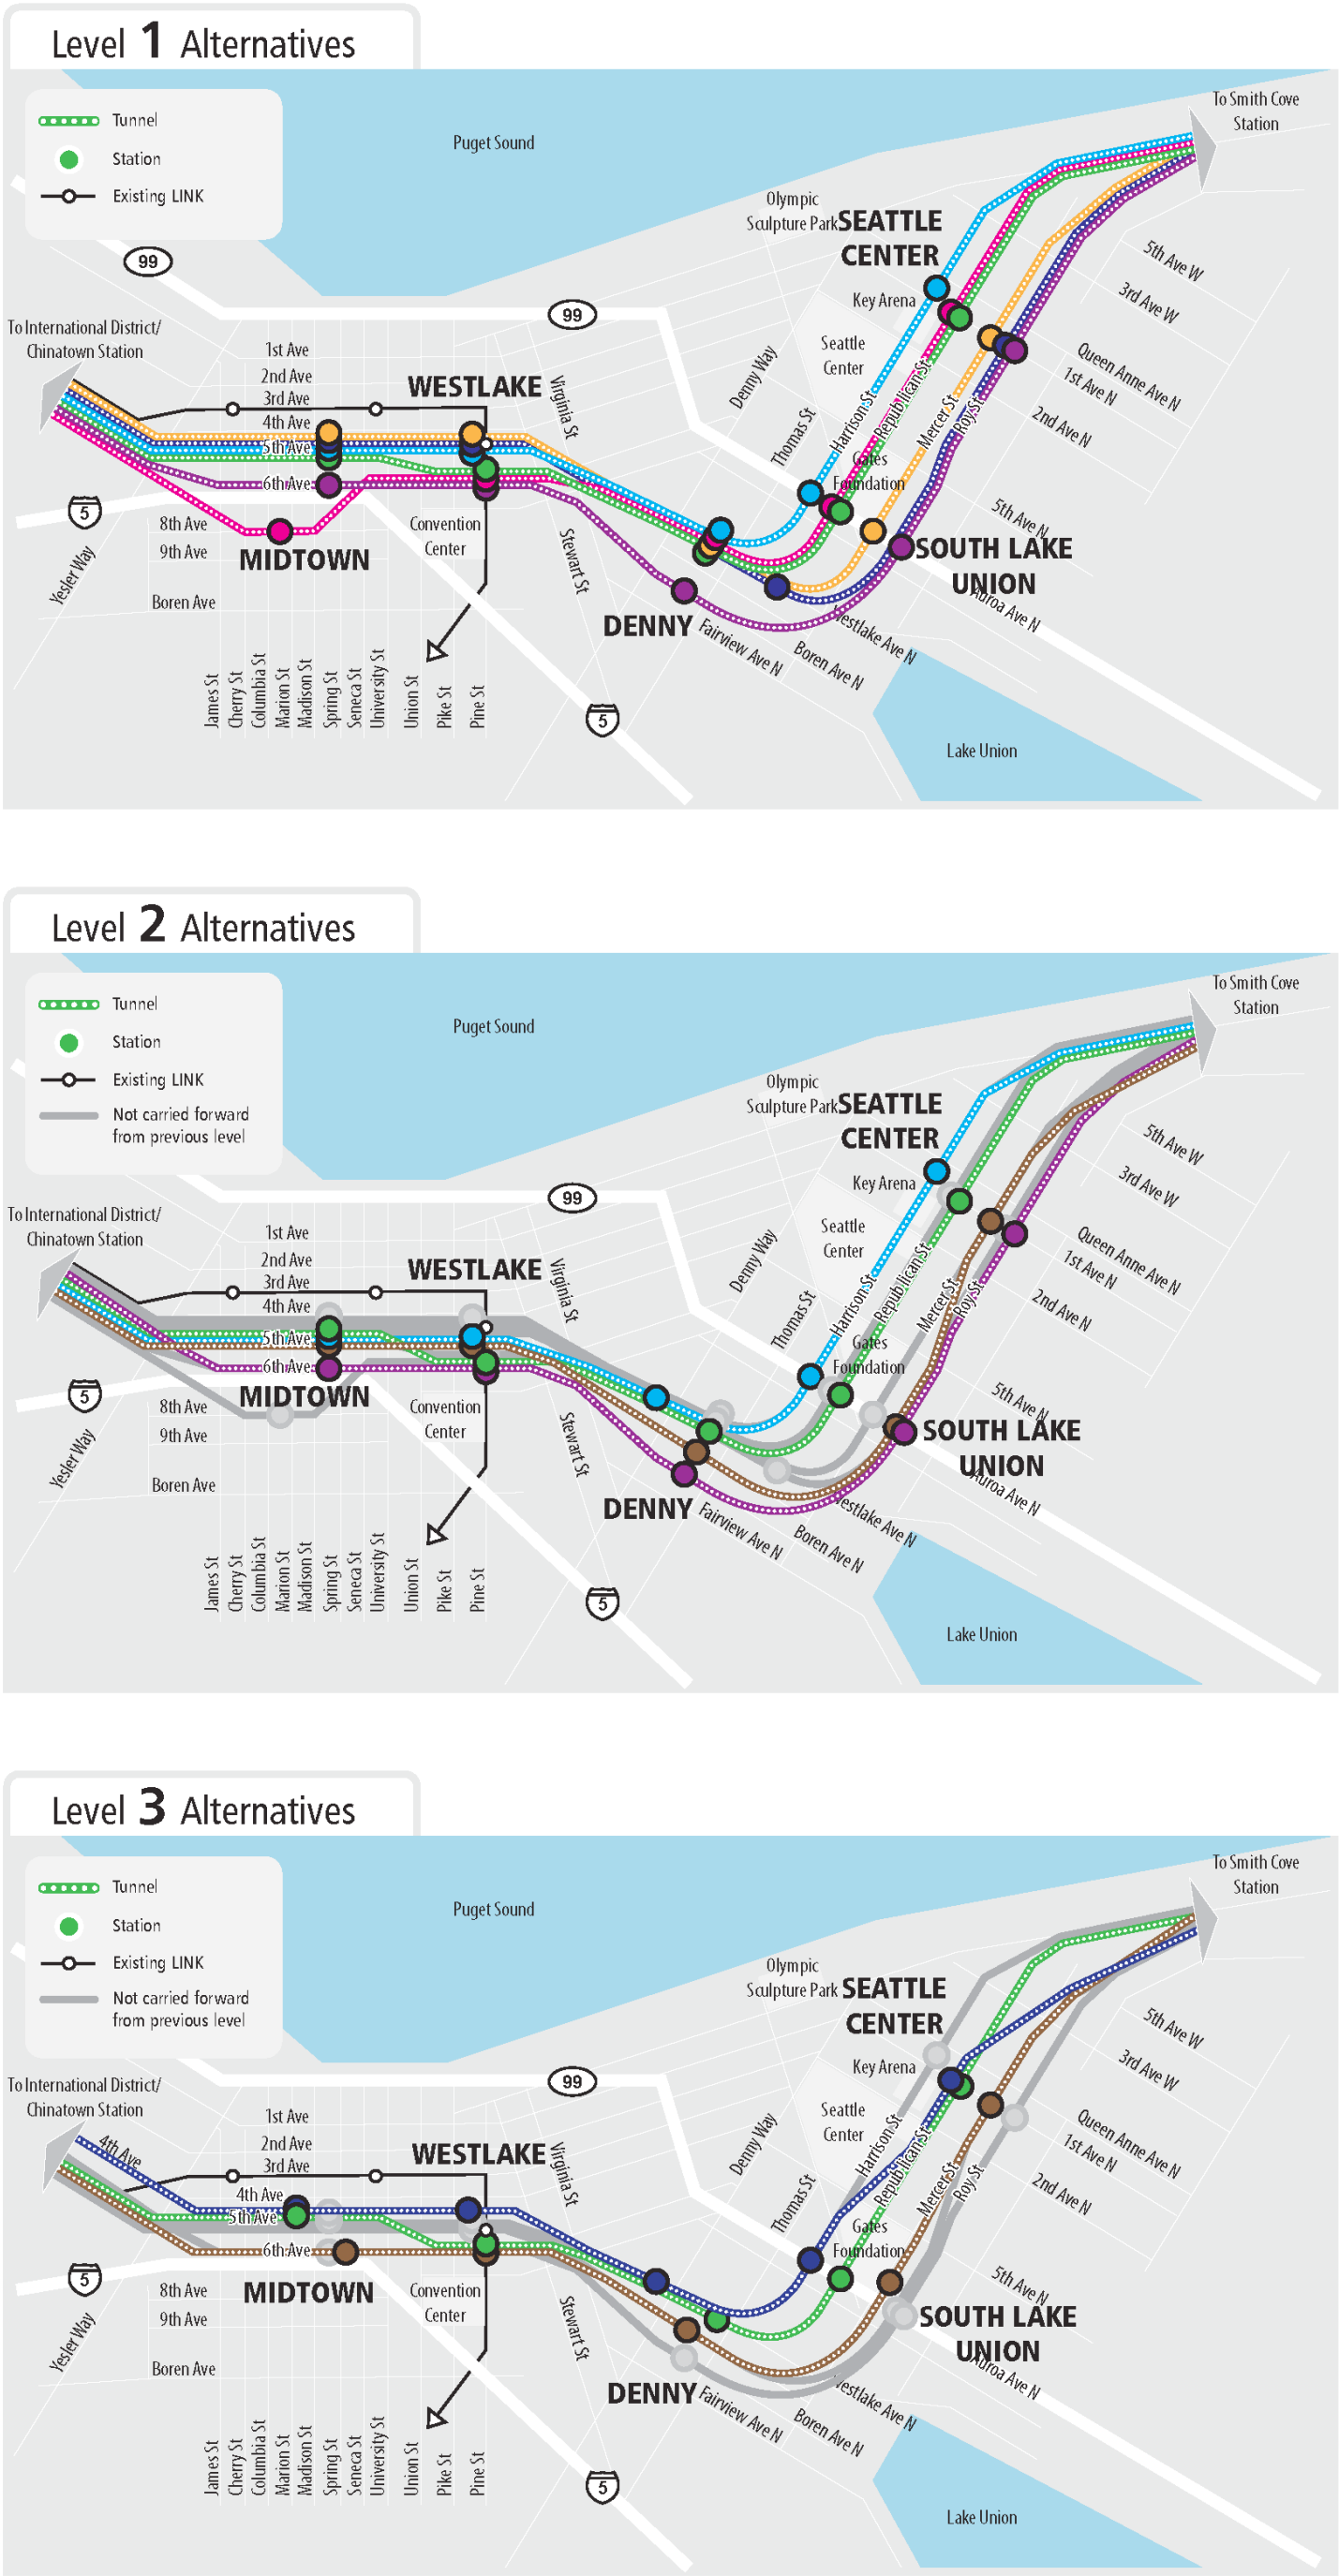 Level 1 Alternatives
Tunnel
Station
Existing LINK
Puget Sound
To Smith Cove
Station
Olympic
Sculpture Park
SEATTLE
CENTER
Key Arena
Seattle
Center
5th Ave W
3rd Ave W
Queen Anne Ave N
1st Ave N
2nd Ave N
99
99
To International District/
Chinatown Station
1st Ave
2nd Ave
3rd Ave
4th Ave
5th Ave
6th Ave
8th Ave
9th Ave
Boren Ave
WESTLAKE
Virginia St
Denny Way
Thomas St
Harrison St
Republican St
Mercer St
Roy St
Gates
Foundation
5th Ave N
5
Yesler Way
MIDTOWN
Convention
Center
Stewart St
SOUTH LAKE
UNION
DENNY
Fairview Ave N
Boren Ave N
James St
Cherry St
Columbia St
Marion St
Madison St
Spring St
Seneca St
University St
Union St
Pike St
Pine St
5
Lake Union
Level 2 Alternatives
Tunnel
Station
Existing LINK
Not carried forward
from previous level
Puget Sound
To Smith Cove
Station
Olympic
Sculpture Park
SEATTLE
CENTER
Key Arena
Seattle
Center
5th Ave W
3rd Ave W
Queen Anne Ave N
1st Ave N
2nd Ave N
99
To International District/
Chinatown Station
1st Ave
2nd Ave
3rd Ave
4th Ave
5th Ave
6th Ave
8th Ave
9th Ave
Boren Ave
WESTLAKE
Virginia St
Denny Way
Thomas St
Harrison St
Republican St
Mercer St
Roy St
Gates
Foundation
5th Ave N
5
Yesler Way
MIDTOWN
Convention
Center
Stewart St
SOUTH LAKE
UNION
DENNY
Fairview Ave N
Boren Ave N
James St
Cherry St
Columbia St
Marion St
Madison St
Spring St
Seneca St
University St
Union St
Pike St
Pine St
5
Lake Union
Level 3 Alternatives
Tunnel
Station
Existing LINK
Not carried forward
from previous level
Puget Sound
To Smith Cove
Station
Olympic
Sculpture Park
SEATTLE
CENTER
Key Arena
Seattle
Center
5th Ave W
3rd Ave W
Queen Anne Ave N
1st Ave N
2nd Ave N
99
To International District/
Chinatown Station
4th Ave
1st Ave
2nd Ave
3rd Ave
4th Ave
5th Ave
6th Ave
8th Ave
9th Ave
Boren Ave
WESTLAKE
Virginia St
Denny Way
Thomas St
Harrison St
Republican St
Mercer St
Roy St
Gates
Foundation
5th Ave N
5
Yesler Way
MIDTOWN
Convention
Center
Stewart St
SOUTH LAKE
UNION
DENNY
Fairview Ave N
Boren Ave N
James St
Cherry St
Columbia St
Marion St
Madison St
Spring St
Seneca St
University St
Union St
Pike St
Pine St
5
Lake Union